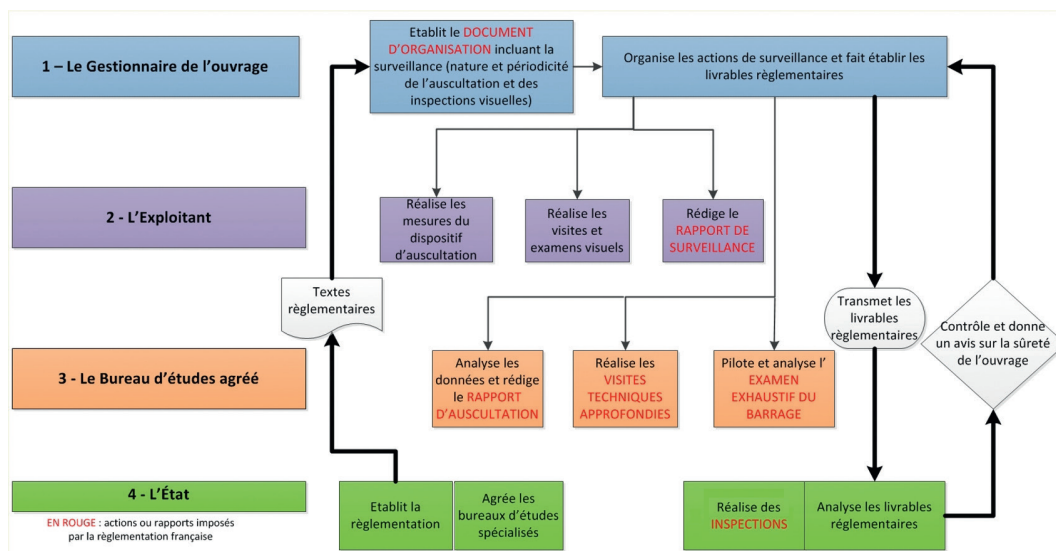 1 – Le Gestionnaire de l'ouvrage
Etablit le DOCUMENT
D'ORGANISATION incluant la
surveillance (nature et périodicité
de l'auscultation et des
inspections visuelles)
Organise les actions de surveillance et fait établir les
livrables règlementaires
2 - L'Exploitant
Réalise les
mesures du
dispositif
d'auscultation
Réalise les
visites et
examens visuels
Rédige le
RAPPORT DE
SURVEILLANCE
Textes
règlementaires
Transmet les
livrables
règlementaires
Contrôle et donne
un avis sur la sûreté
de l'ouvrage
3 - Le Bureau d'études agréé
Analyse les
données et rédige
le RAPPORT
D'AUSCULTATION
Réalise les
VISITES
TECHNIQUES
APPROFONDIES
Pilote et analyse l'
EXAMEN
EXHAUSTIF DU
BARRAGE
4 - L'État
EN ROUGE : actions ou rapports imposés
par la règlementation française
Etablit la
règlementation
Agrée les
bureaux d'études
spécialisés
Réalise des
INSPECTIONS
Analyse les livrables
réglementaires